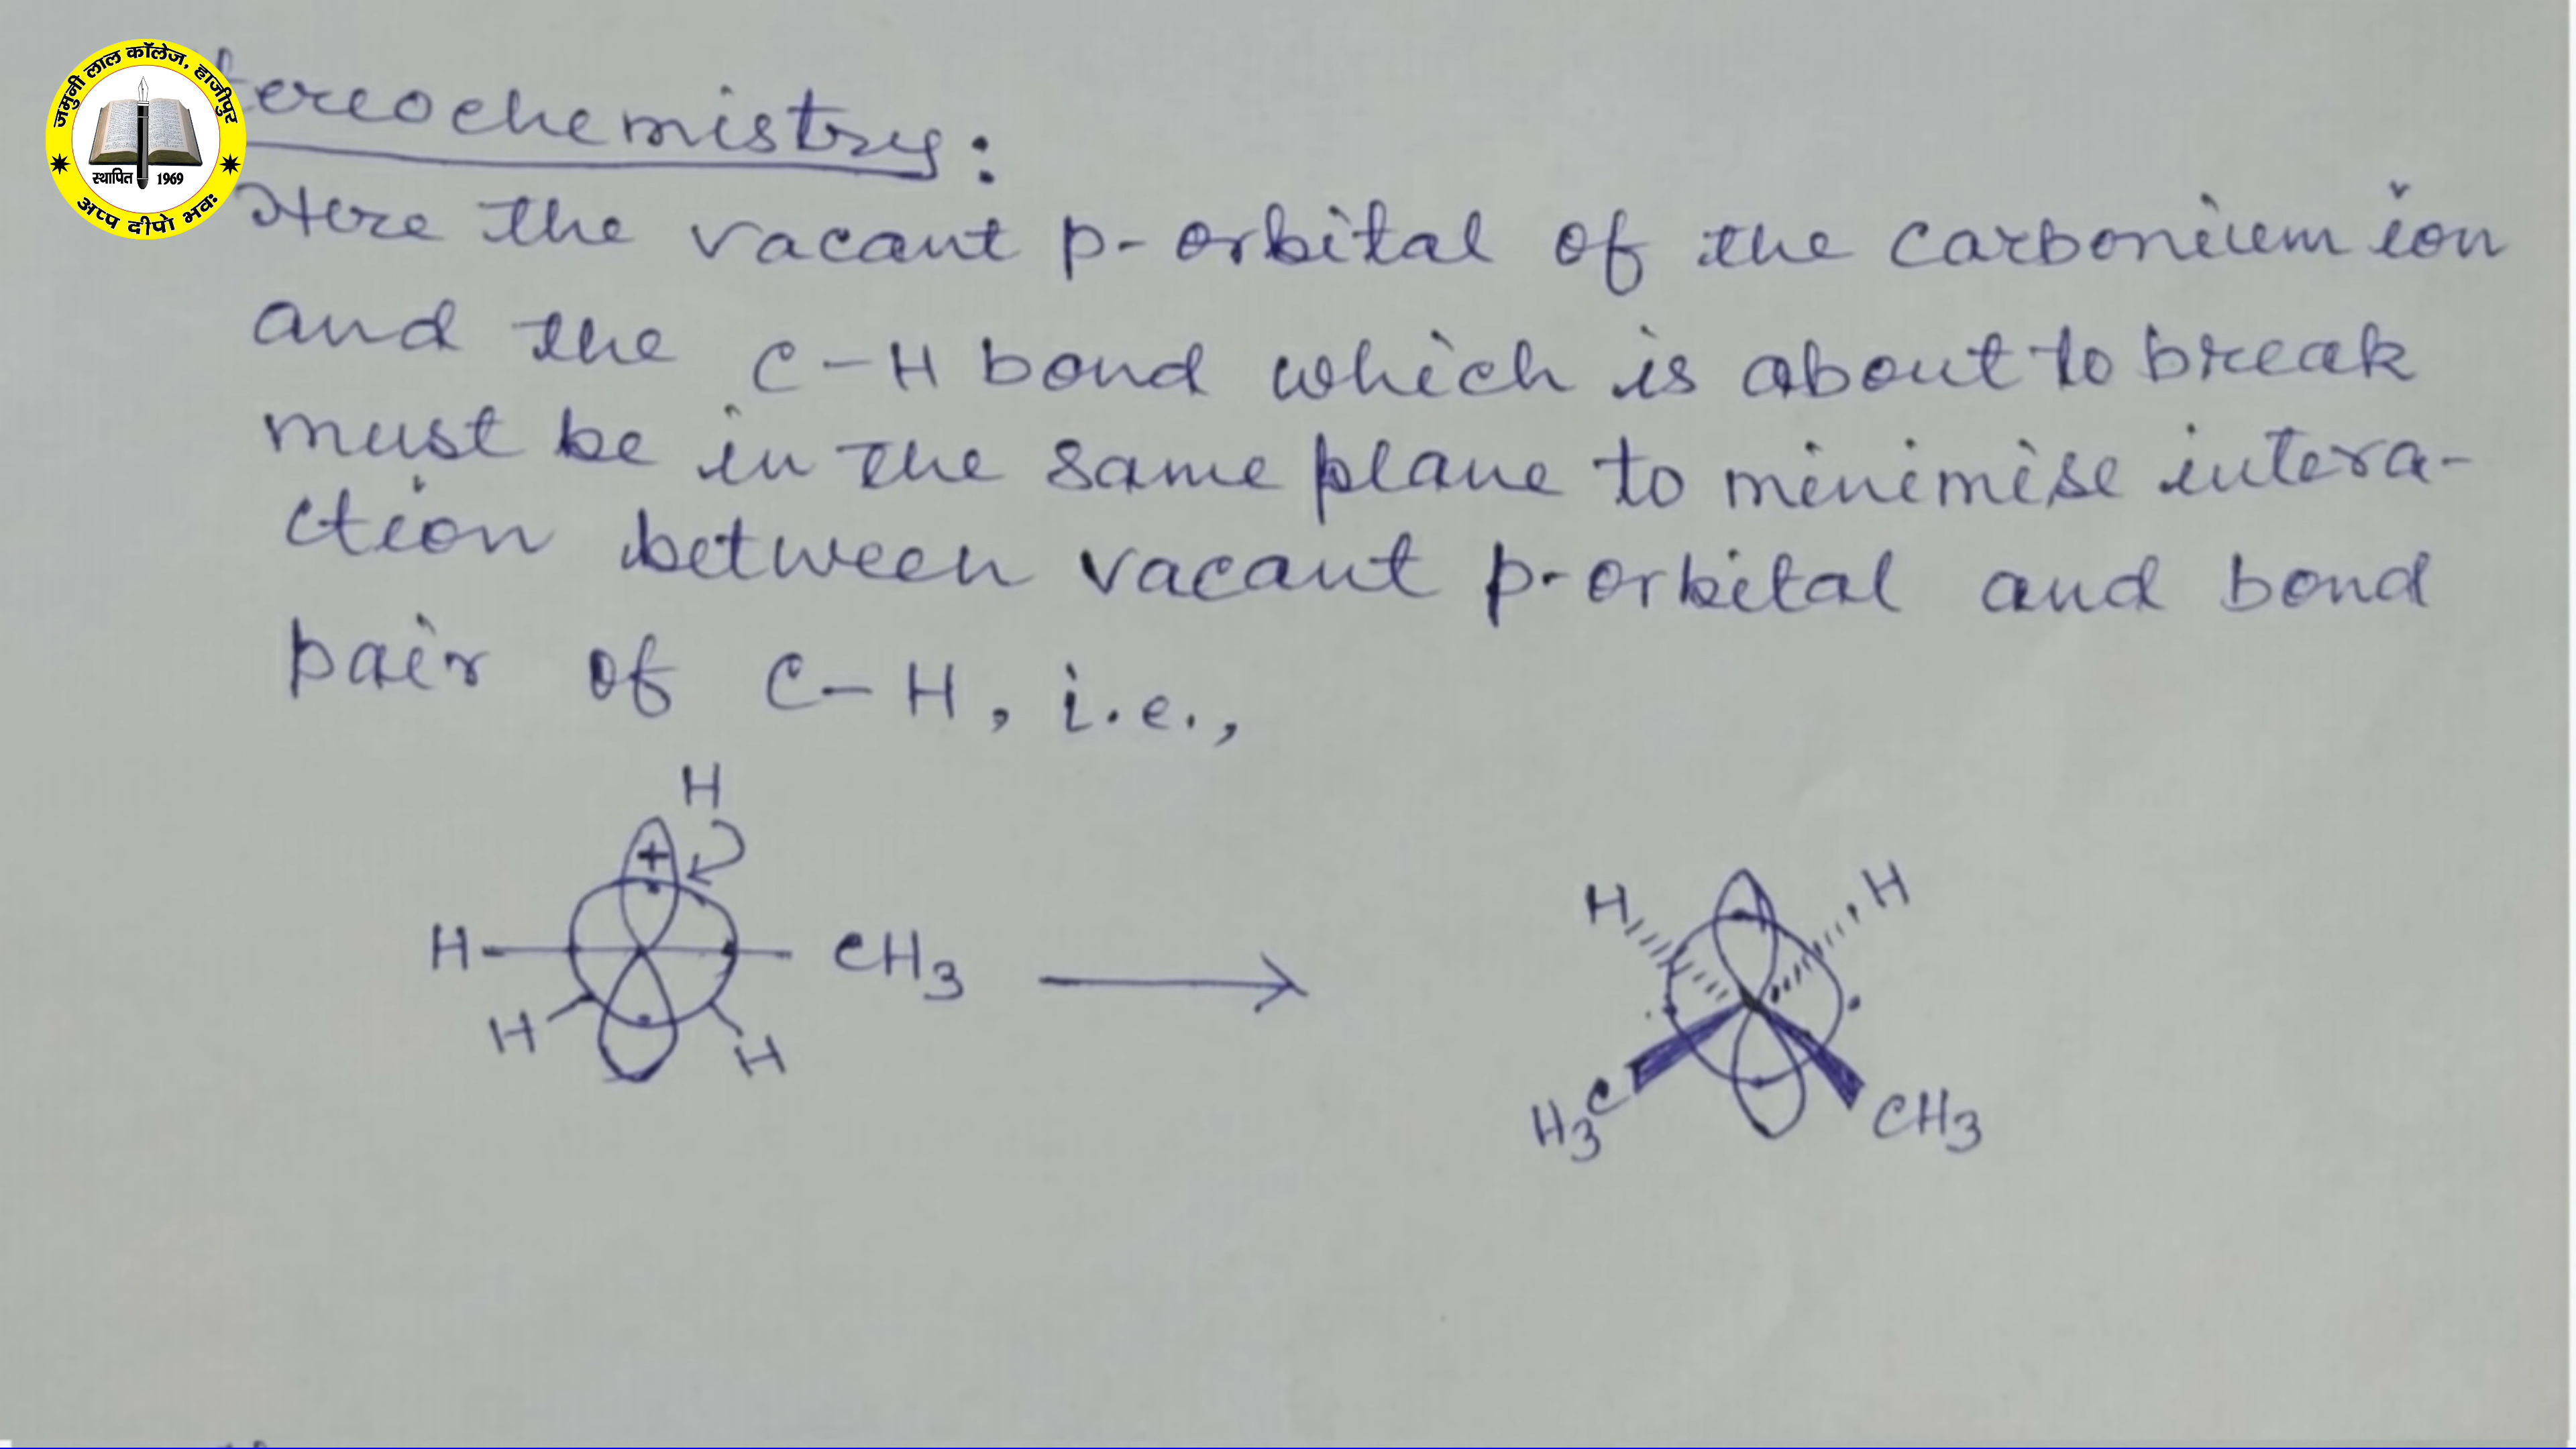 जमुनी लाल कॉलेज, हाजीपुर
स्थापित 1969
अप्प दीपो भवः
tereochemistry:
Here the vacant p-orbital of the carbonium ion
and the C-H bond which is about to break
must be in the same plane to minimise intera-
ction between vacant p-orbital and bond
pair of C-H, i.e.,
H
+
H CH3
H H
H H
H3C CH3